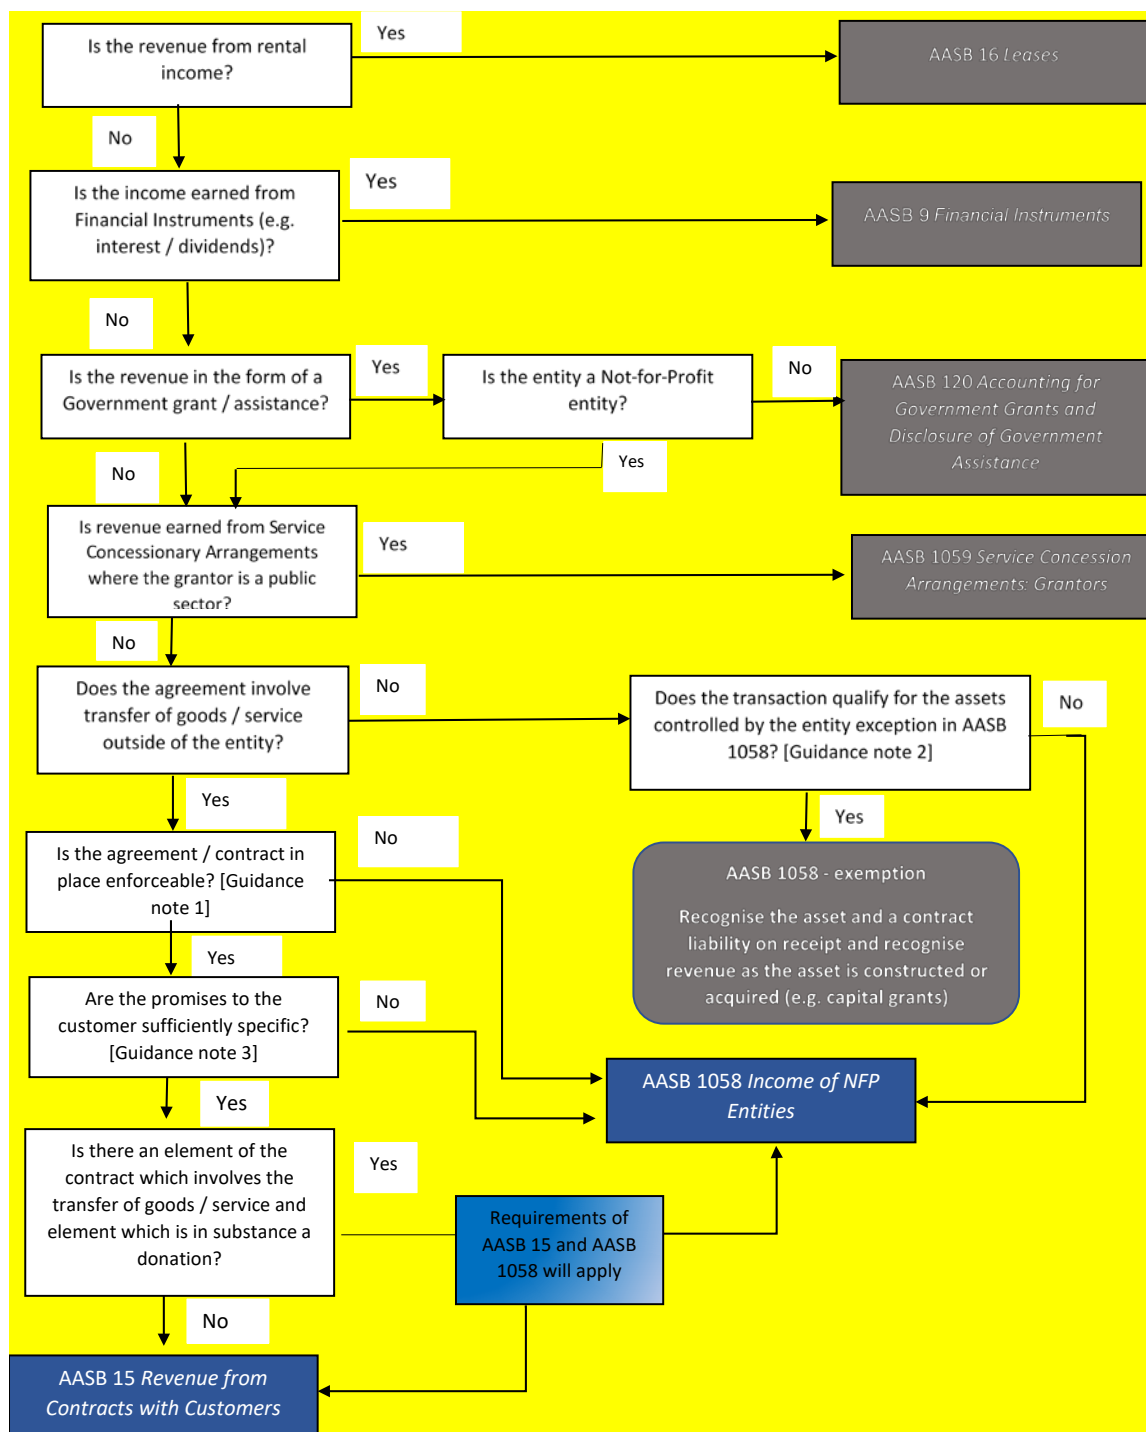 Is the revenue from rental
income?
Yes
AASB 16 Leases
No
Is the income earned from
Financial Instruments (e.g.
interest / dividends)?
Yes
AASB 9 Financial Instruments
No
Is the revenue in the form of a
Government grant / assistance?
Yes
Is the entity a Not-for-Profit
entity?
No
AASB 120 Accounting for
Government Grants and
Disclosure of Government
Assistance
No
Yes
Is revenue earned from Service
Concessionary Arrangements
where the grantor is a public
sector?
Yes
AASB 1059 Service Concession
Arrangements: Grantors
No
Does the agreement involve
transfer of goods / service
outside of the entity?
No
Does the transaction qualify for the assets
controlled by the entity exception in AASB
1058? [Guidance note 2]
No
Yes
Yes
Is the agreement / contract in
place enforceable? [Guidance
note 1]
No
AASB 1058 - exemption
Recognise the asset and a contract
liability on receipt and recognise
revenue as the asset is constructed or
acquired (e.g. capital grants)
Yes
Are the promises to the
customer sufficiently specific?
[Guidance note 3]
No
AASB 1058 Income of NFP
Entities
Yes
Is there an element of the
contract which involves the
transfer of goods / service and
element which is in substance a
donation?
Yes
Requirements of
AASB 15 and AASB
1058 will apply
No
AASB 15 Revenue from
Contracts with Customers